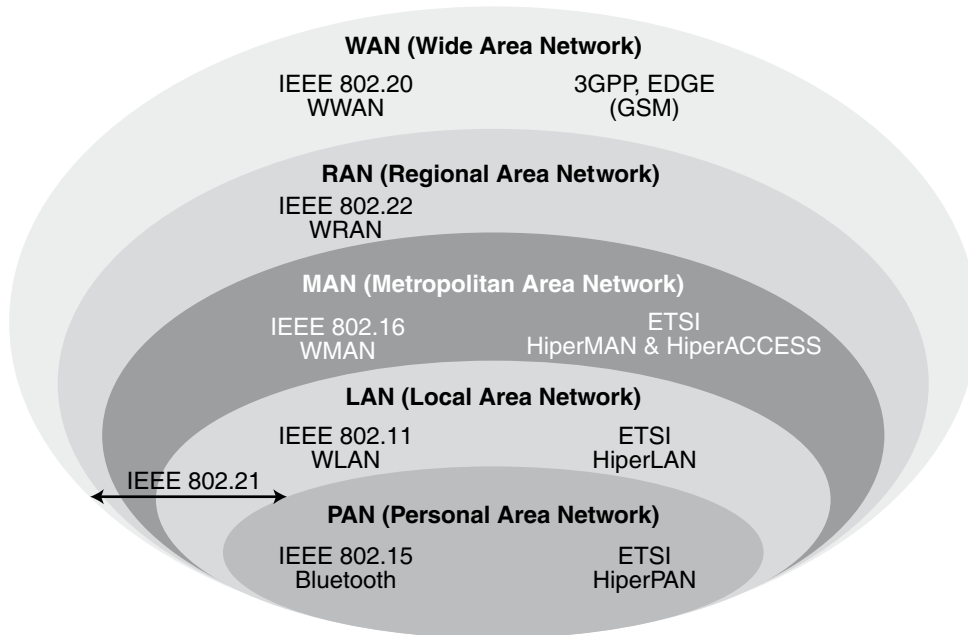 WAN (Wide Area Network)
IEEE 802.20
WWAN
3GPP, EDGE
(GSM)
RAN (Regional Area Network)
IEEE 802.22
WRAN
MAN (Metropolitan Area Network)
IEEE 802.16
WMAN
ETSI
HiperMAN & HiperACCESS
LAN (Local Area Network)
IEEE 802.11
WLAN
ETSI
HiperLAN
IEEE 802.21
PAN (Personal Area Network)
IEEE 802.15
Bluetooth
ETSI
HiperPAN